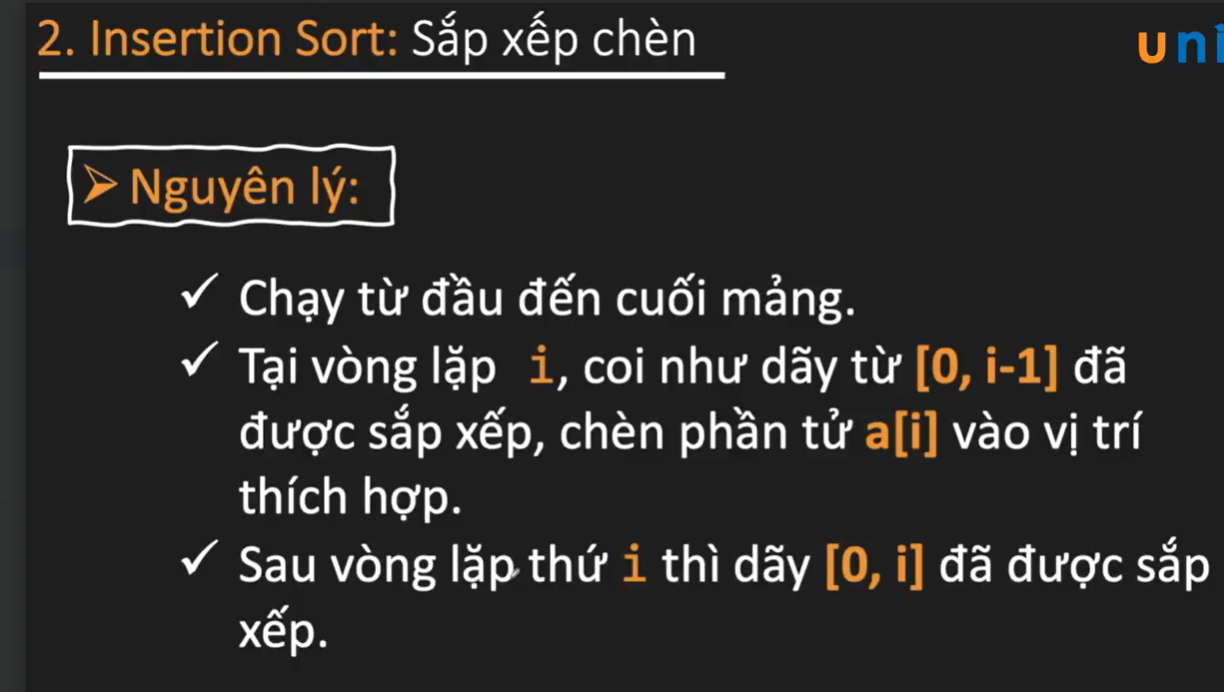 2. Insertion Sort: Sắp xếp chèn
uni
➢ Nguyên lý:
✓ Chạy từ đầu đến cuối mảng.
✓ Tại vòng lặp i, coi như dãy từ [0, i-1] đã
được sắp xếp, chèn phần tử a[i] vào vị trí
thích hợp.
✓ Sau vòng lặp thứ i thì dãy [0, i] đã được sắp
xếp.